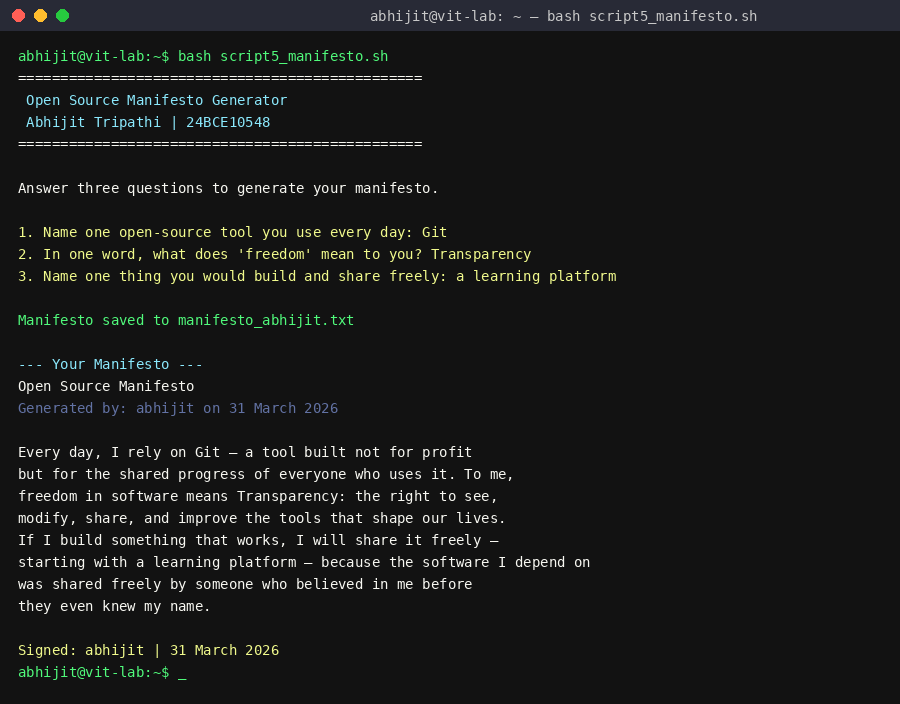 abhijit@vit-lab: ~ — bash script5_manifesto.sh
abhijit@vit-lab:~$ bash script5_manifesto.sh
================================================
 Open Source Manifesto Generator
 Abhijit Tripathi | 24BCE10548
================================================
Answer three questions to generate your manifesto.
1. Name one open-source tool you use every day: Git
2. In one word, what does 'freedom' mean to you? Transparency
3. Name one thing you would build and share freely: a learning platform
Manifesto saved to manifesto_abhijit.txt
--- Your Manifesto ---
Open Source Manifesto
Generated by: abhijit on 31 March 2026
Every day, I rely on Git — a tool built not for profit
but for the shared progress of everyone who uses it. To me,
freedom in software means Transparency: the right to see,
modify, share, and improve the tools that shape our lives.
If I build something that works, I will share it freely —
starting with a learning platform — because the software I depend on
was shared freely by someone who believed in me before
they even knew my name.
Signed: abhijit | 31 March 2026
abhijit@vit-lab:~$ _